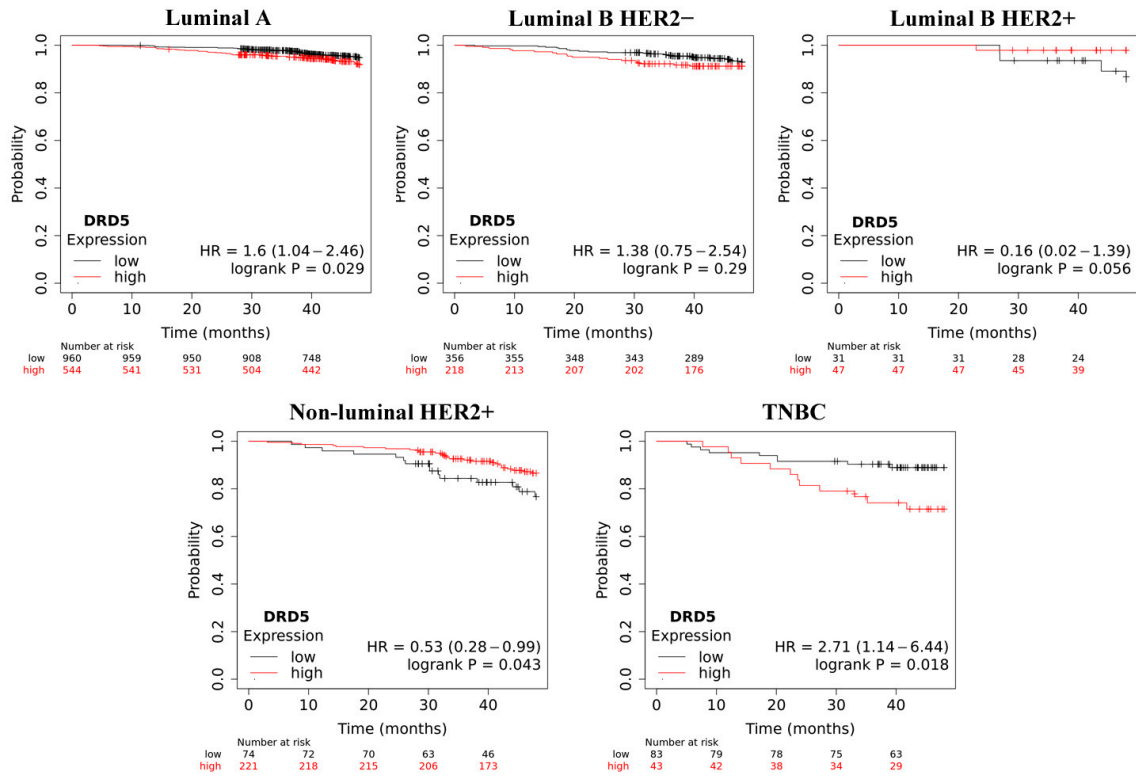 Luminal A
1.0
0.8
0.6
0.4
0.2
0.0
Probability
DRD5
Expression
low
high
HR = 1.6 (1.04−2.46)
logrank P = 0.029
0 10 20 30 40
Time (months)
Number at risk
low 960 959 950 908 748
high 544 541 531 504 442
Luminal B HER2−
1.0
0.8
0.6
0.4
0.2
0.0
Probability
DRD5
Expression
low
high
HR = 1.38 (0.75−2.54)
logrank P = 0.29
0 10 20 30 40
Time (months)
Number at risk
low 356 355 348 343 289
high 218 213 207 202 176
Luminal B HER2+
1.0
0.8
0.6
0.4
0.2
0.0
Probability
DRD5
Expression
low
high
HR = 0.16 (0.02−1.39)
logrank P = 0.056
0 10 20 30 40
Time (months)
Number at risk
low 31 31 31 28 24
high 47 47 47 45 39
Non-luminal HER2+
1.0
0.8
0.6
0.4
0.2
0.0
Probability
DRD5
Expression
low
high
HR = 0.53 (0.28−0.99)
logrank P = 0.043
0 10 20 30 40
Time (months)
Number at risk
low 74 72 70 63 46
high 221 218 215 206 173
TNBC
1.0
0.8
0.6
0.4
0.2
0.0
Probability
DRD5
Expression
low
high
HR = 2.71 (1.14−6.44)
logrank P = 0.018
0 10 20 30 40
Time (months)
Number at risk
low 83 79 78 75 63
high 43 42 38 34 29